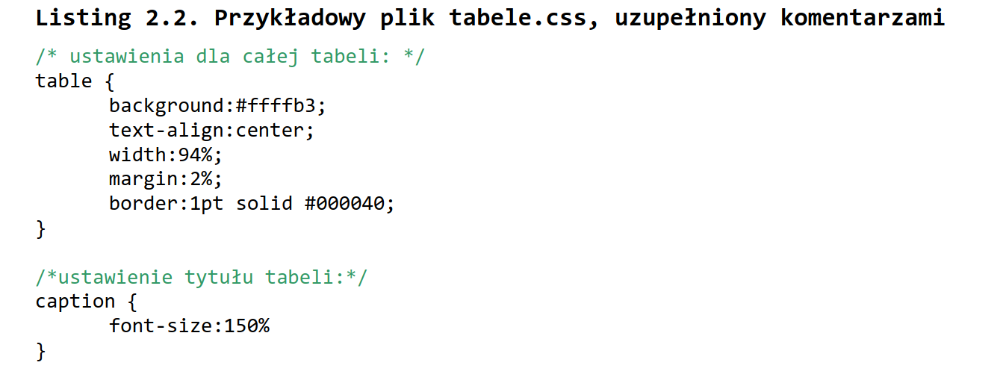 Listing 2.2. Przykładowy plik tabele.css, uzupełniony komentarzami
/* ustawienia dla całej tabeli: */
table {
background:#ffffb3;
text-align:center;
width:94%;
margin:2%;
border:1pt solid #000040;
}
/*ustawienie tytułu tabeli:*/
caption {
font-size:150%
}